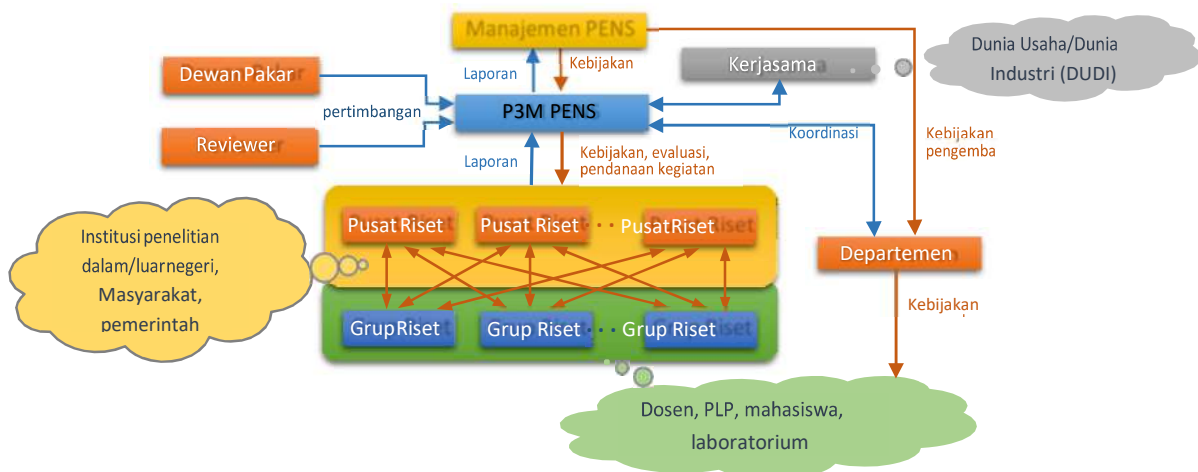 Manajemen PENS
Dunia Usaha/Dunia
Industri (DUDI)
Dewan Pakar
Laporan
Kebijakan
Kerjasama
pertimbangan
P3M PENS
Reviewer
Koordinasi
Kebijakan
pengemba
Laporan
Kebijakan, evaluasi,
pendanaan kegiatan
Institusi penelitian
dalam/luarnegeri,
Masyarakat,
pemerintah
Pusat Riset
Pusat Riset
···
PusatRiset
Departemen
Grup Riset
Grup Riset
···
Grup Riset
Kebijakan
Dosen, PLP, mahasiswa,
laboratorium